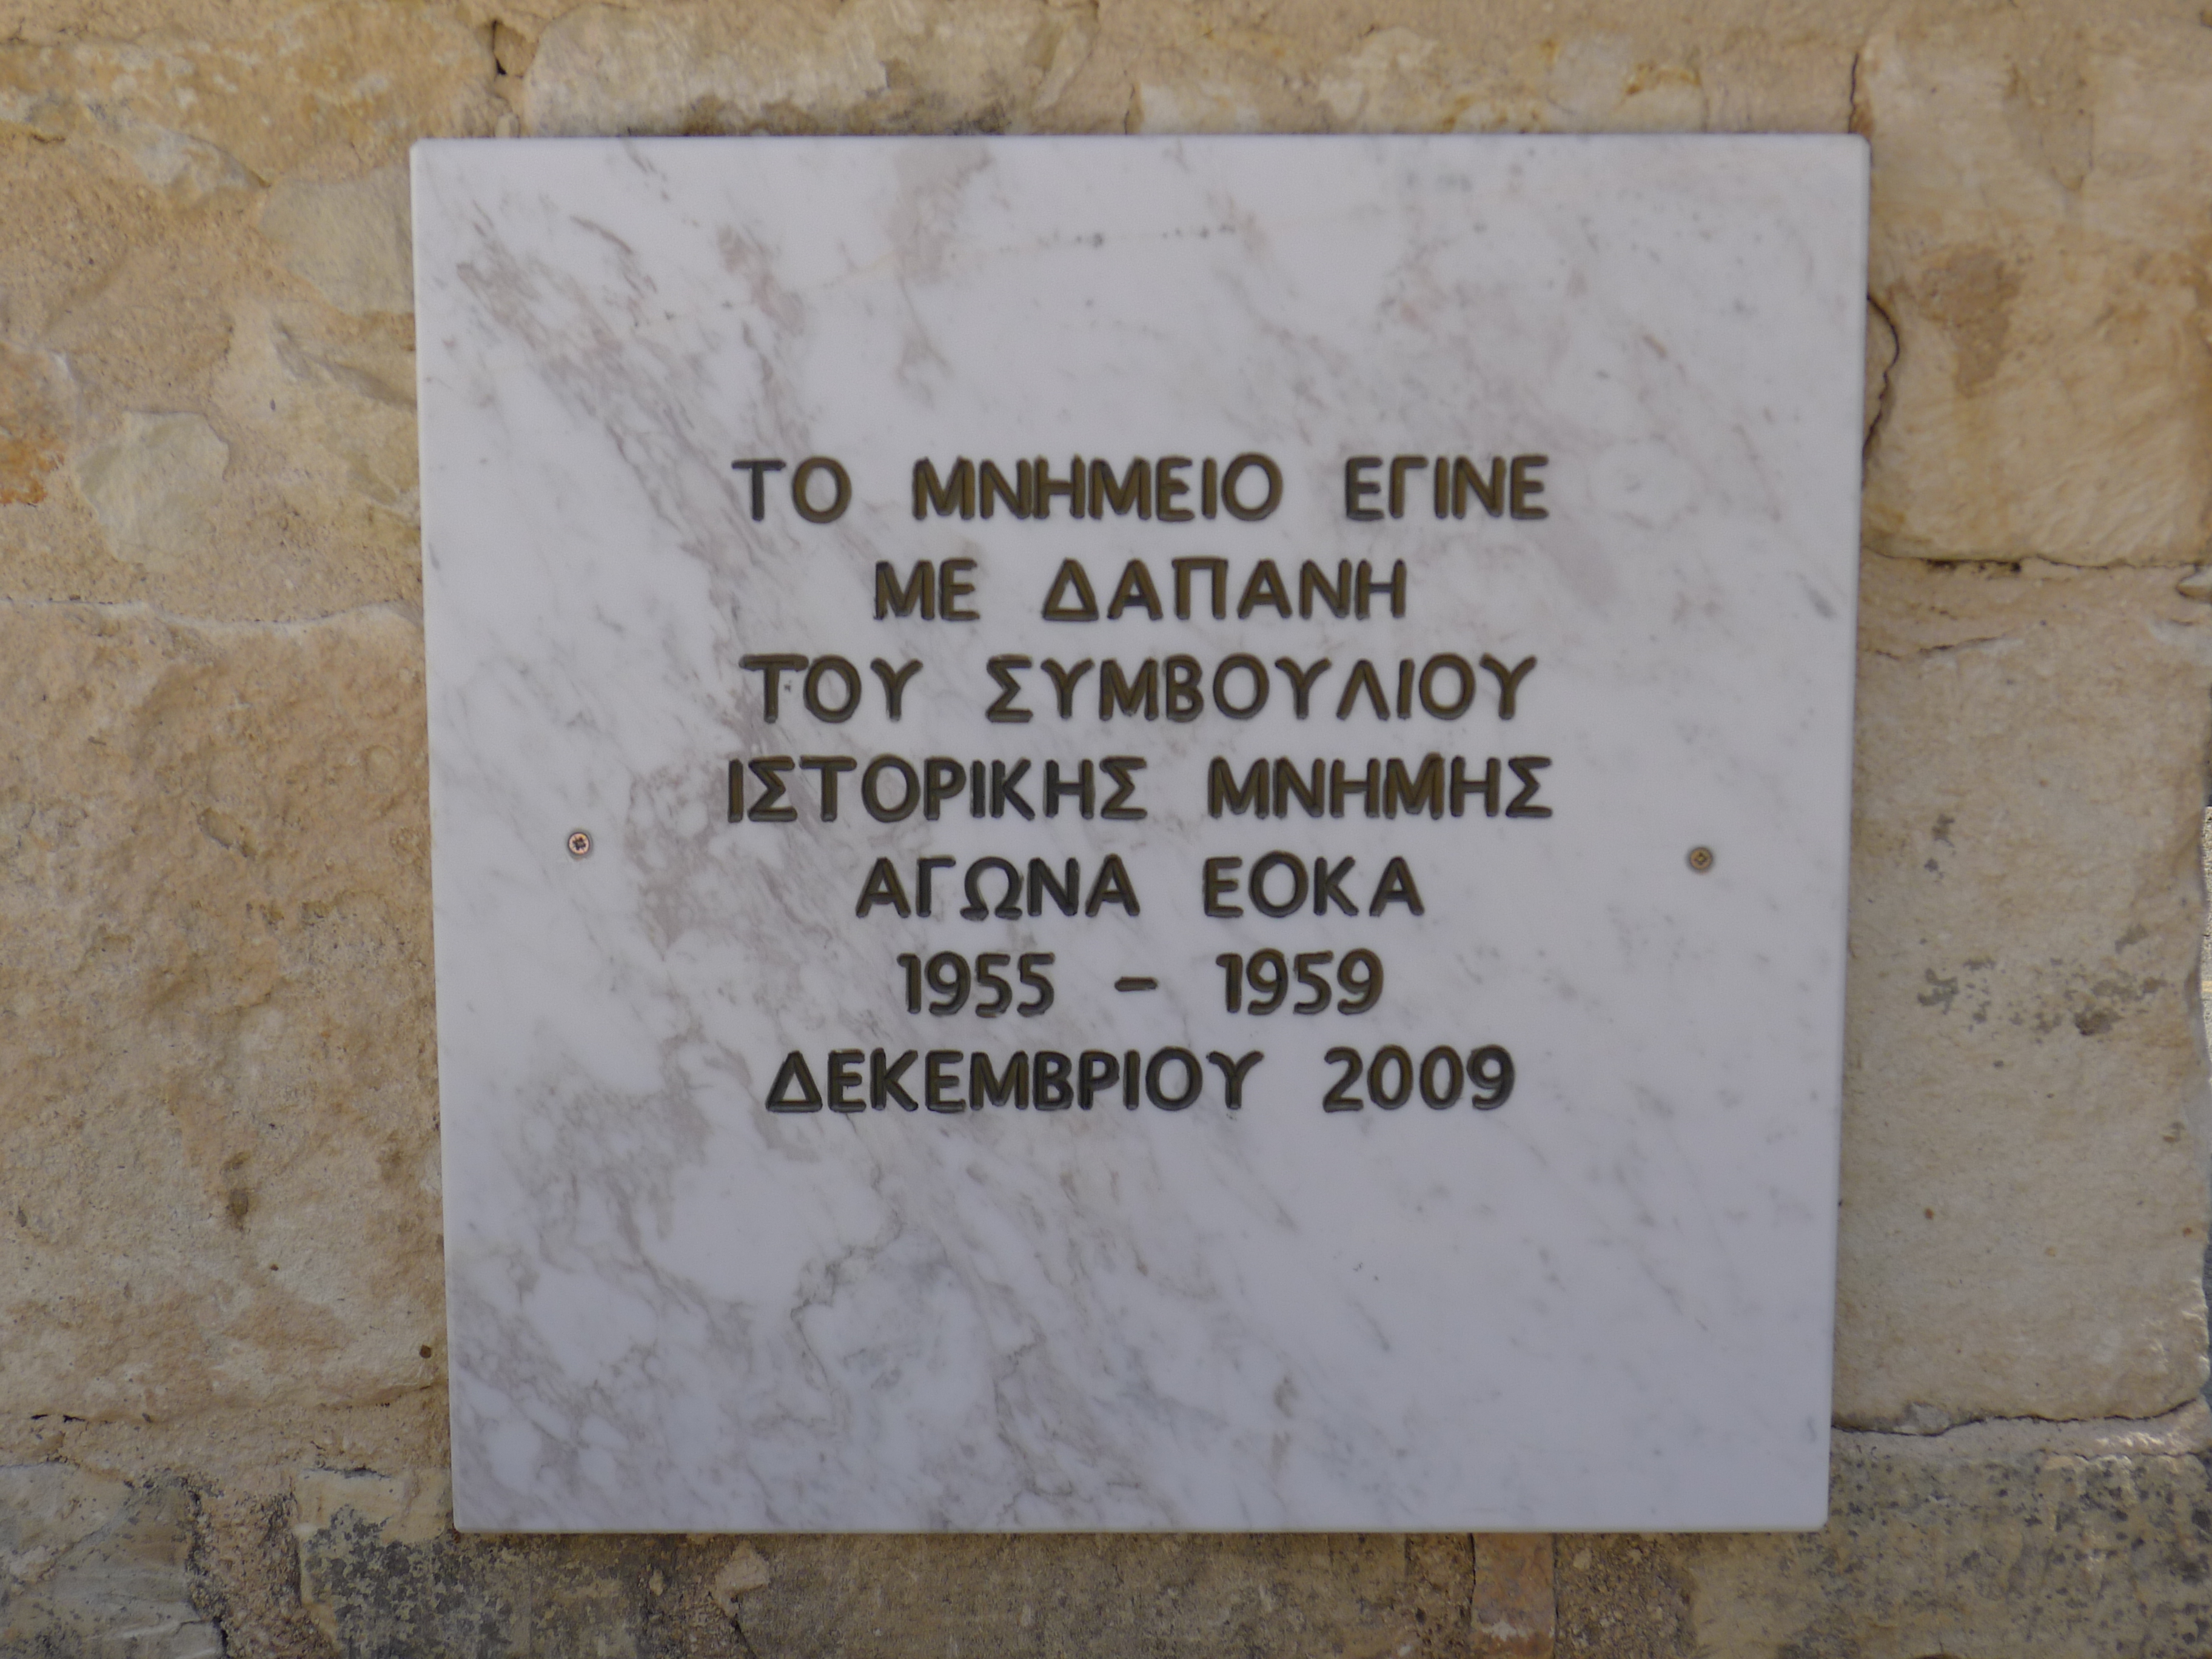 ΤΟ ΜΝΗΜΕΙΟ ΕΓΙΝΕ
ΜΕ ΔΑΠΑΝΗ
ΤΟΥ ΣΥΜΒΟΥΛΙΟΥ
ΙΣΤΟΡΙΚΗΣ ΜΝΗΜΗΣ
ΑΓΩΝΑ ΕΟΚΑ
1955 - 1959
ΔΕΚΕΜΒΡΙΟΥ 2009